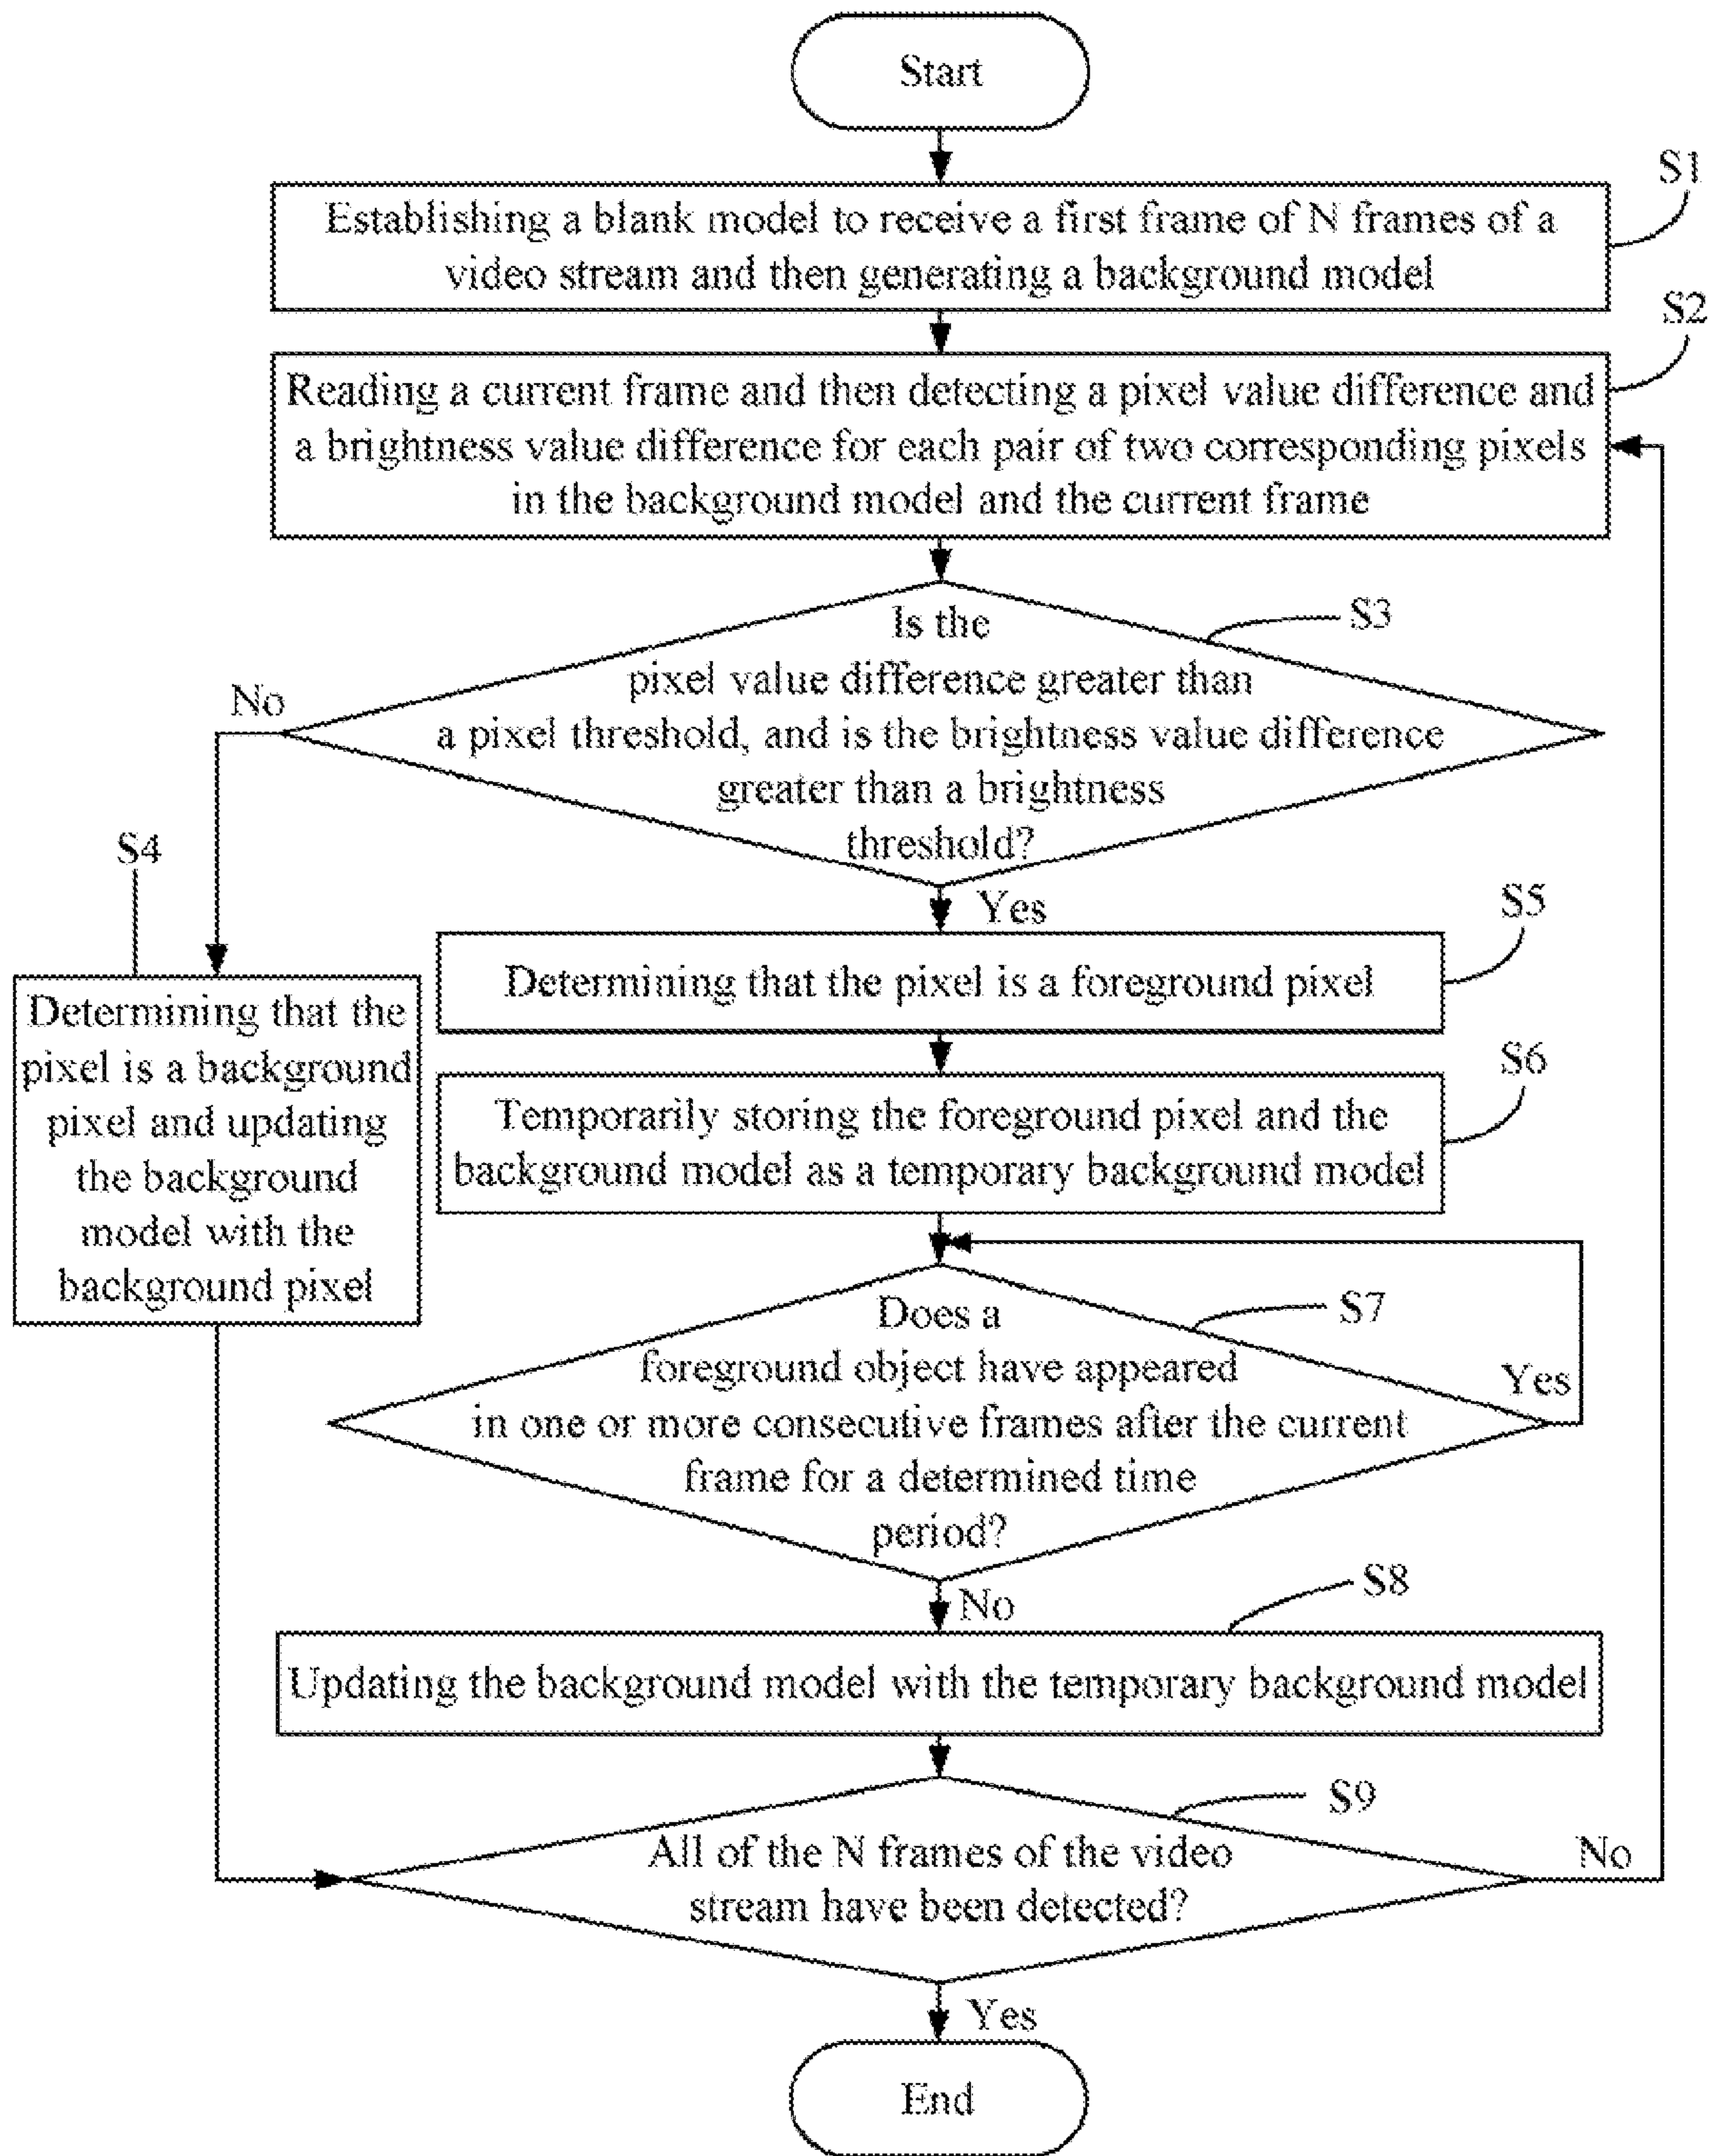 Start
S1
Establishing a blank model to receive a first frame of N frames of a
video stream and then generating a background model
S2
Reading a current frame and then detecting a pixel value difference and
a brightness value difference for each pair of two corresponding pixels
in the background model and the current frame
S3
Is the
pixel value difference greater than
a pixel threshold, and is the brightness value difference
greater than a brightness
threshold?
No
Yes
S4
Determining that the
pixel is a background
pixel and updating
the background
model with the
background pixel
S5
Determining that the pixel is a foreground pixel
S6
Temporarily storing the foreground pixel and the
background model as a temporary background model
S7
Does a
foreground object have appeared
in one or more consecutive frames after the current
frame for a determined time
period?
Yes
No
S8
Updating the background model with the temporary background model
S9
All of the N frames of the video
stream have been detected?
No
Yes
End